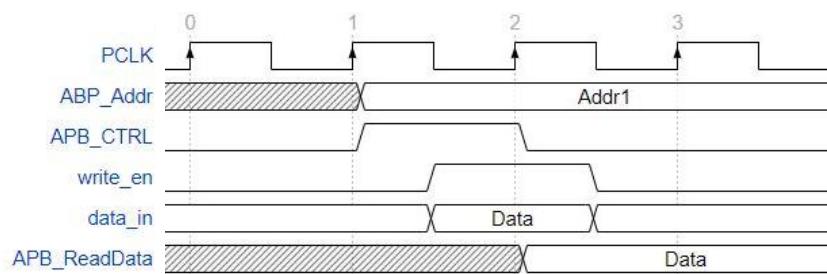 0 1 2 3
PCLK
ABP_Addr Addr1
APB_CTRL
write_en
data_in Data
APB_ReadData Data